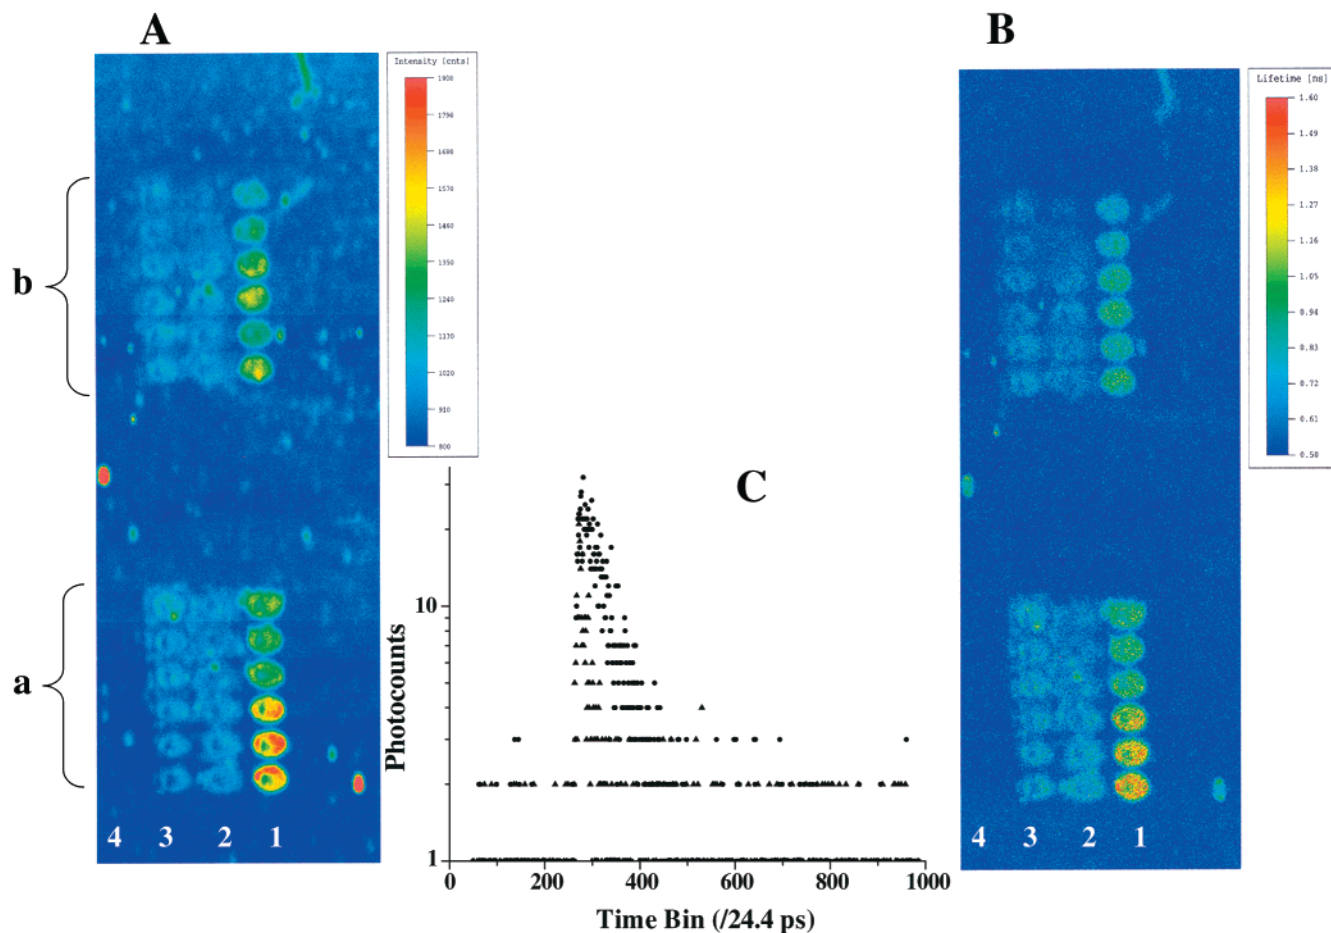 A
B
Intensity [cnts]
1900
1790
1680
1570
1460
1350
1240
1130
1020
910
800
Lifetime [ns]
1.60
1.49
1.38
1.27
1.16
1.05
0.94
0.83
0.72
0.61
0.50
b
a
4 3 2 1
C
Photocounts
10
1
0 200 400 600 800 1000
Time Bin (/24.4 ps)
4 3 2 1